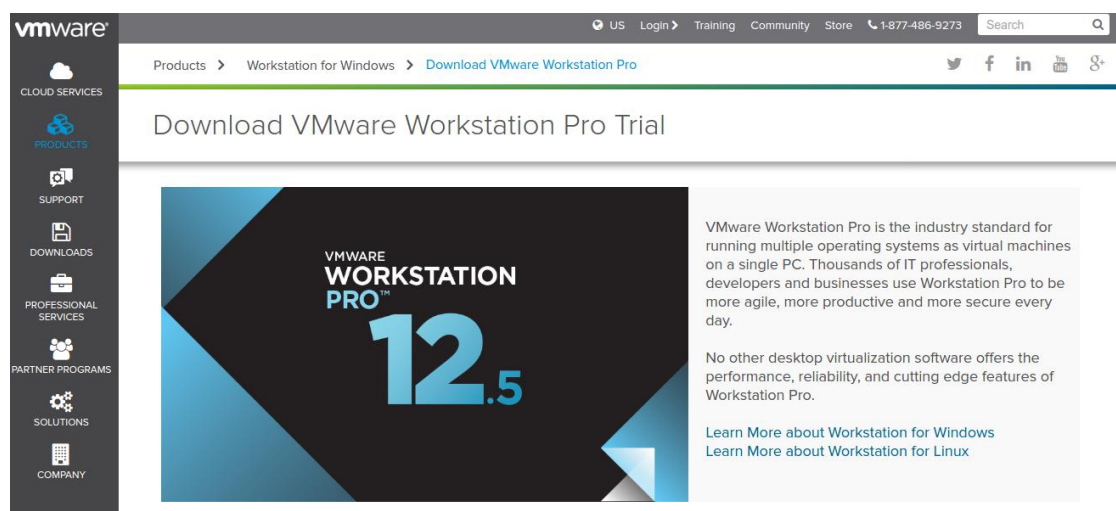 vmware®
US Login Training Community Store 1-877-486-9273 Search
Products > Workstation for Windows > Download VMware Workstation Pro
f in You Tube 8+
CLOUD SERVICES
PRODUCTS
SUPPORT
DOWNLOADS
PROFESSIONAL
SERVICES
PARTNER PROGRAMS
SOLUTIONS
COMPANY
Download VMware Workstation Pro Trial
VMWARE
WORKSTATION
PRO™
12.5
VMware Workstation Pro is the industry standard for
running multiple operating systems as virtual machines
on a single PC. Thousands of IT professionals,
developers and businesses use Workstation Pro to be
more agile, more productive and more secure every
day.
No other desktop virtualization software offers the
performance, reliability, and cutting edge features of
Workstation Pro.
Learn More about Workstation for Windows
Learn More about Workstation for Linux